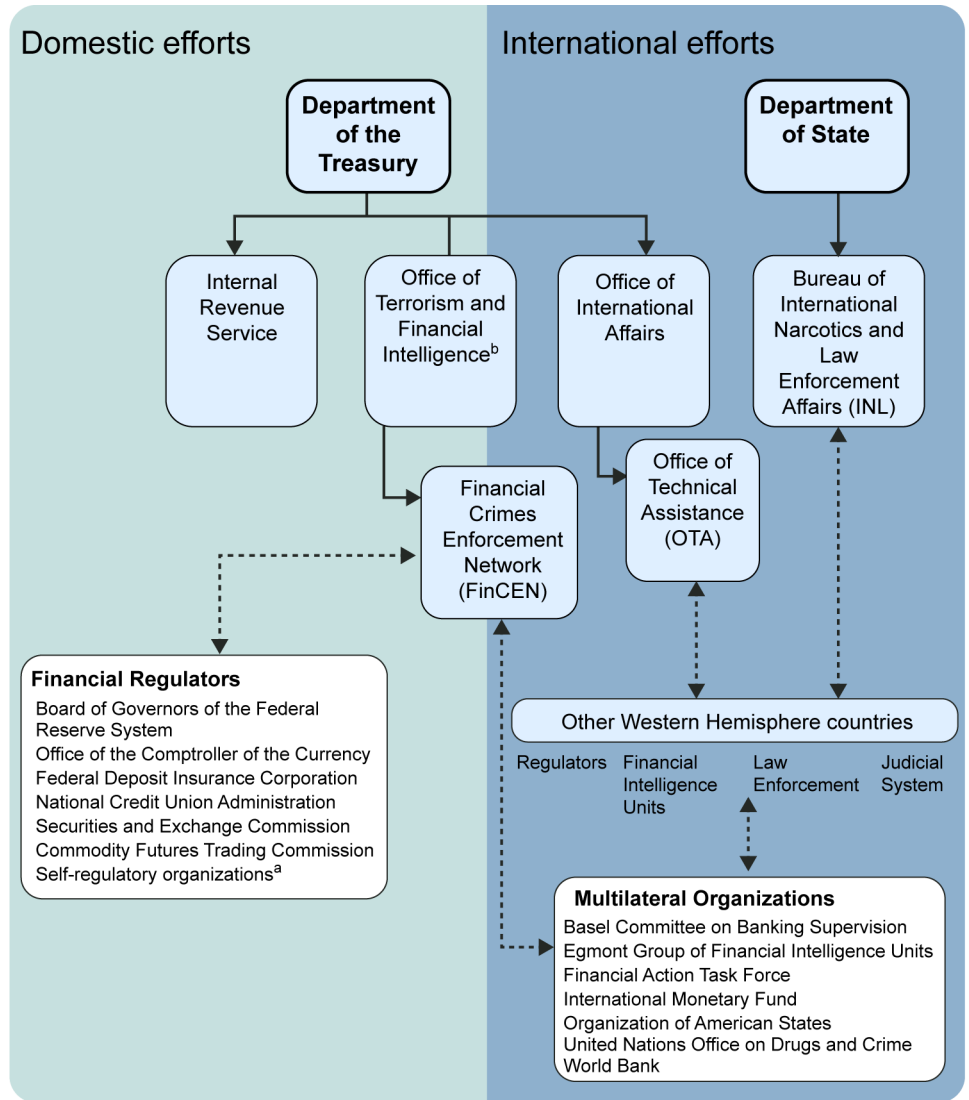 Domestic efforts
International efforts
Department
of the
Treasury
Department
of State
Internal
Revenue
Service
Office of
Terrorism and
Financial
Intelligenceb
Office of
International
Affairs
Bureau of
International
Narcotics and
Law
Enforcement
Affairs (INL)
Financial
Crimes
Enforcement
Network
(FinCEN)
Office of
Technical
Assistance
(OTA)
Financial Regulators
Board of Governors of the Federal
Reserve System
Office of the Comptroller of the Currency
Federal Deposit Insurance Corporation
National Credit Union Administration
Securities and Exchange Commission
Commodity Futures Trading Commission
Self-regulatory organizationsa
Other Western Hemisphere countries
Regulators
Financial
Intelligence
Units
Law
Enforcement
Judicial
System
Multilateral Organizations
Basel Committee on Banking Supervision
Egmont Group of Financial Intelligence Units
Financial Action Task Force
International Monetary Fund
Organization of American States
United Nations Office on Drugs and Crime
World Bank